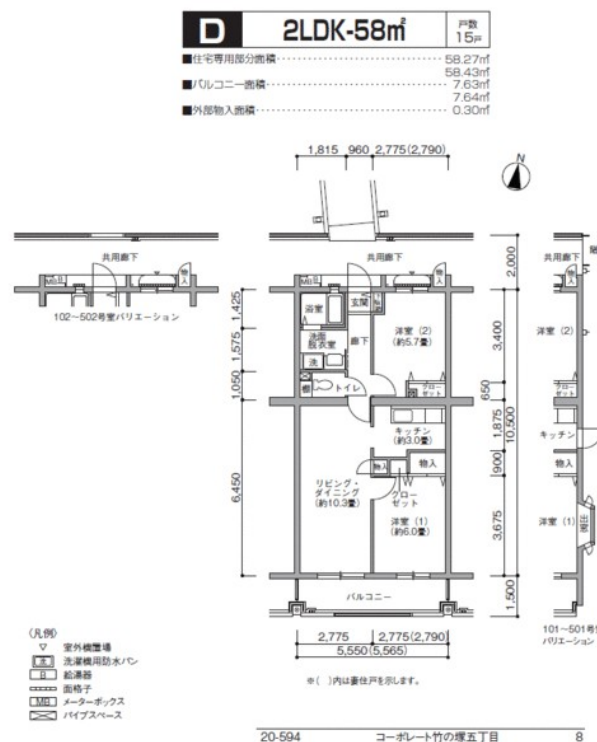 D 2LDK-58㎡ 戸数 15戸
■住宅専用部分面積 58.27㎡
58.43㎡
■バルコニー面積 7.63㎡
7.64㎡
■外部物入面積 0.30㎡
1,815 960 2,775(2,790)
N
共用廊下
共用廊下
共用廊下
2,000
MB B
物入
102~502号室バリエーション
MB B
物入
物入
浴室
玄関
洋室(2)
(約5.7畳)
洋室(2)
1,425
3,400
洗面
脱衣室
廊下
洗
1,575
トイレ
棚
クローゼット
クローゼット
1,050
650
キッチン
(約3.0畳)
キッチン
1,875
10,500
物入
物入
物入
900
リビング・
ダイニング
(約10.3畳)
クローゼット
洋室(1)
(約6.0畳)
洋室(1)
出窓
6,450
3,675
バルコニー
1,500
101~501号室
バリエーション
2,775 2,775(2,790)
5,550(5,565)
※( )内は妻住戸を示します。
(凡例)
▽ 室外機置場
洗濯機用防水パン
B 給湯器
面格子
MB メーターボックス
パイプスペース
20-594 コーポレート竹の塚五丁目 8